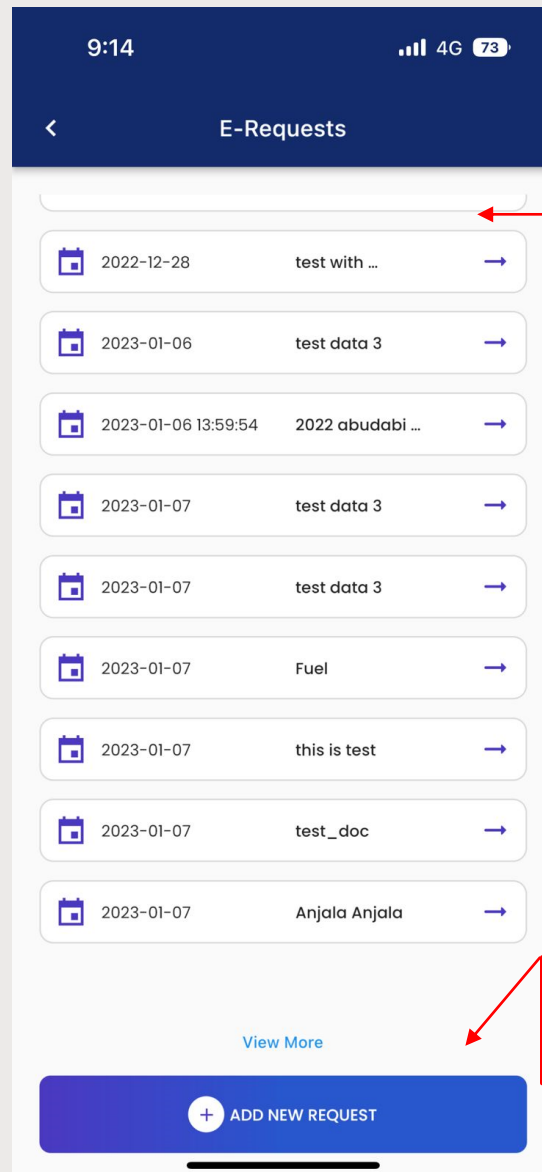 9:14 4G 73
E-Requests
2022-12-28 test with ...
2023-01-06 test data 3
2023-01-06 13:59:54 2022 abudabi ...
2023-01-07 test data 3
2023-01-07 test data 3
2023-01-07 Fuel
2023-01-07 this is test
2023-01-07 test_doc
2023-01-07 Anjala Anjala
View More
ADD NEW REQUEST